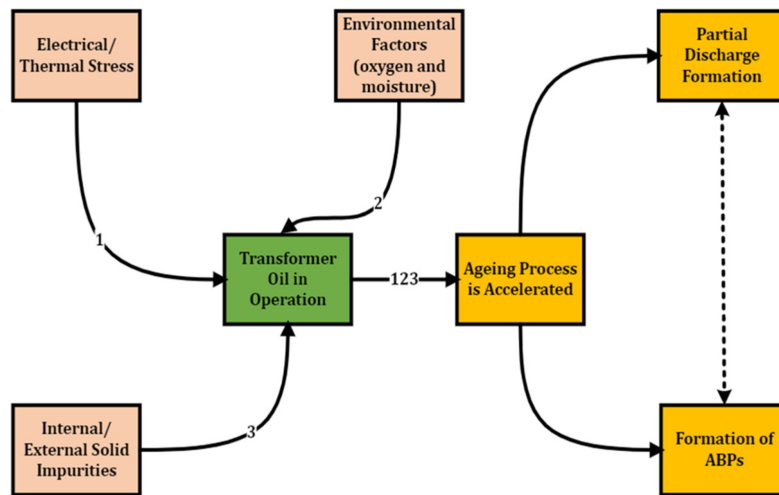 Electrical/
Thermal Stress
Environmental
Factors
(oxygen and
moisture)
Partial
Discharge
Formation
2
1
Transformer
Oil in
Operation
123
Ageing Process
is Accelerated
3
Internal/
External Solid
Impurities
Formation of
ABPs